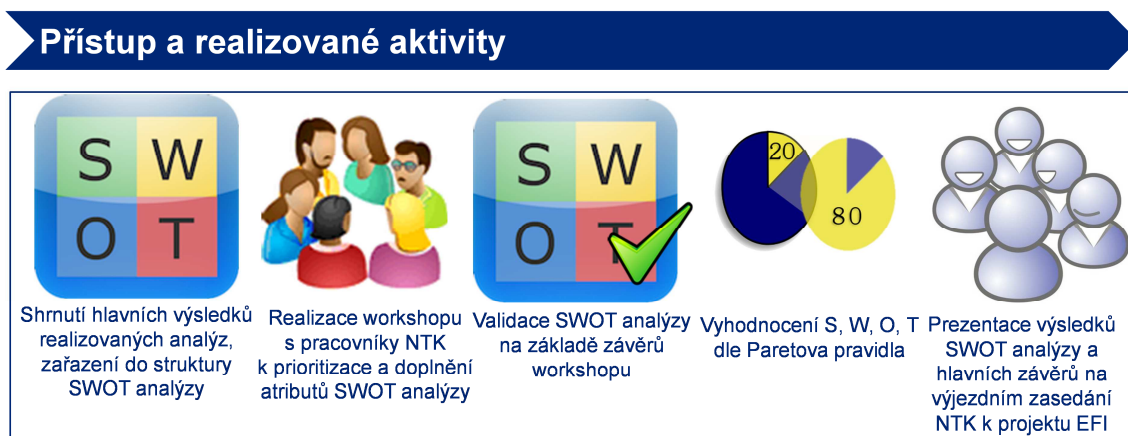 Přístup a realizované aktivity
S W
O T
Shrnutí hlavních výsledků
realizovaných analýz,
zařazení do struktury
SWOT analýzy
Realizace workshopu
s pracovníky NTK
k prioritizace a doplnění
atributů SWOT analýzy
S W
O T
Validace SWOT analýzy
na základě závěrů
workshopu
20
80
Vyhodnocení S, W, O, T
dle Paretova pravidla
Prezentace výsledků
SWOT analýzy a
hlavních závěrů na
výjezdním zasedání
NTK k projektu EFI